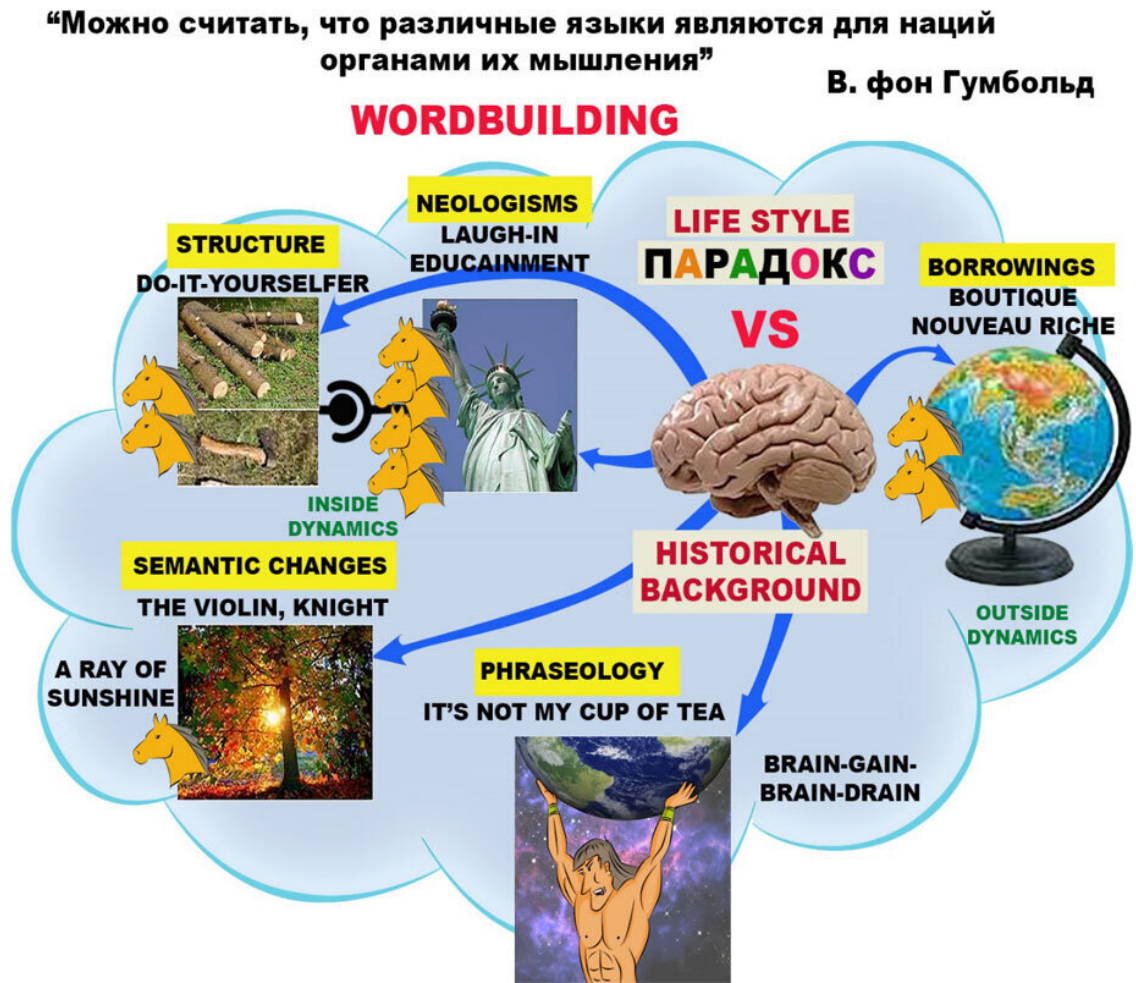 “Можно считать, что различные языки являются для наций
органами их мышления”
В. фон Гумбольд
WORDBUILDING
NEOLOGISMS
LAUGH-IN
EDUCAINMENT
STRUCTURE
DO-IT-YOURSELFER
LIFE STYLE
ПАРАДОКС
VS
BORROWINGS
BOUTIQUE
NOUVEAU RICHE
INSIDE
DYNAMICS
SEMANTIC CHANGES
THE VIOLIN, KNIGHT
HISTORICAL
BACKGROUND
OUTSIDE
DYNAMICS
A RAY OF
SUNSHINE
PHRASEOLOGY
IT’S NOT MY CUP OF TEA
BRAIN-GAIN-
BRAIN-DRAIN